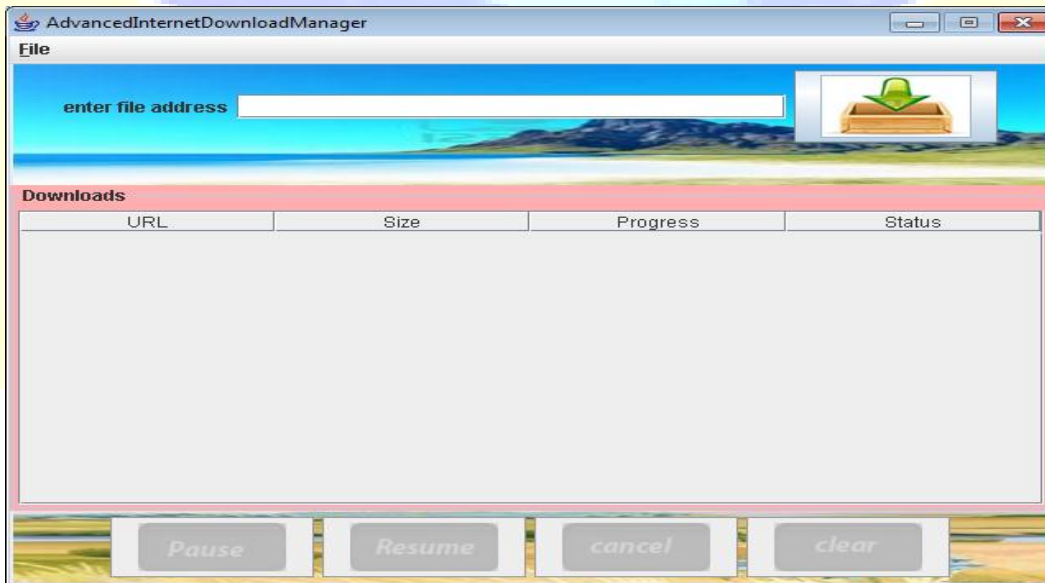 AdvancedInternetDownloadManager
File
enter file address
Downloads
URL Size Progress Status
Pause Resume cancel clear